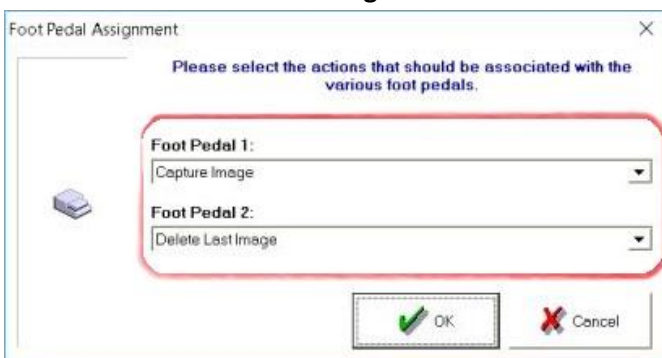 Foot Pedal Assignment
Please select the actions that should be associated with the
various foot pedals.
Foot Pedal 1:
Capture Image
Foot Pedal 2:
Delete Last Image
OK
Cancel